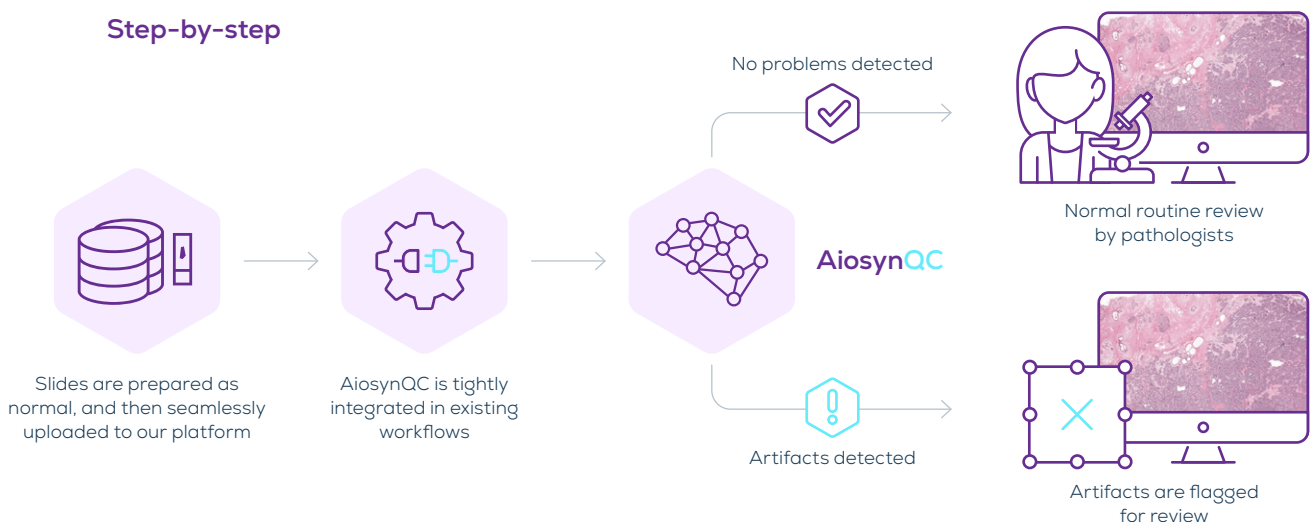 Step-by-step
No problems detected
Normal routine review
by pathologists
AiosynQC
Slides are prepared as
normal, and then seamlessly
uploaded to our platform
AiosynQC is tightly
integrated in existing
workflows
Artifacts detected
Artifacts are flagged
for review